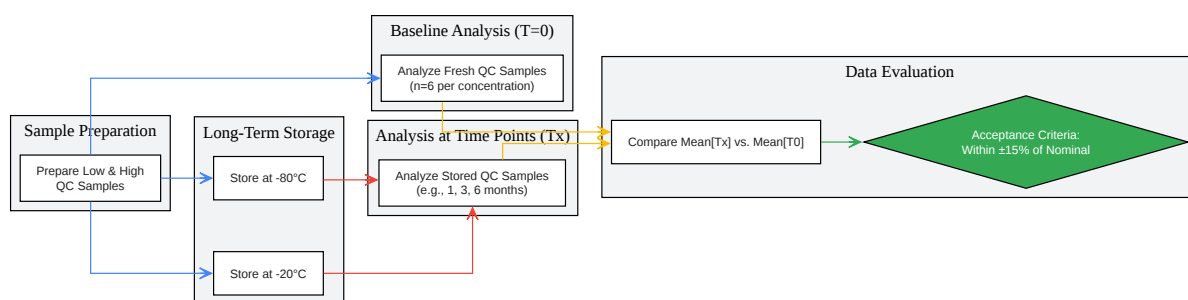 Baseline Analysis (T=0)
Analyze Fresh QC Samples
(n=6 per concentration)
Data Evaluation
Sample Preparation
Long-Term Storage
Analysis at Time Points (Tx)
Acceptance Criteria:
Within ±15% of Nominal
Compare Mean[Tx] vs. Mean[T0]
Prepare Low & High
QC Samples
Store at -80°C
Analyze Stored QC Samples
(e.g., 1, 3, 6 months)
Store at -20°C